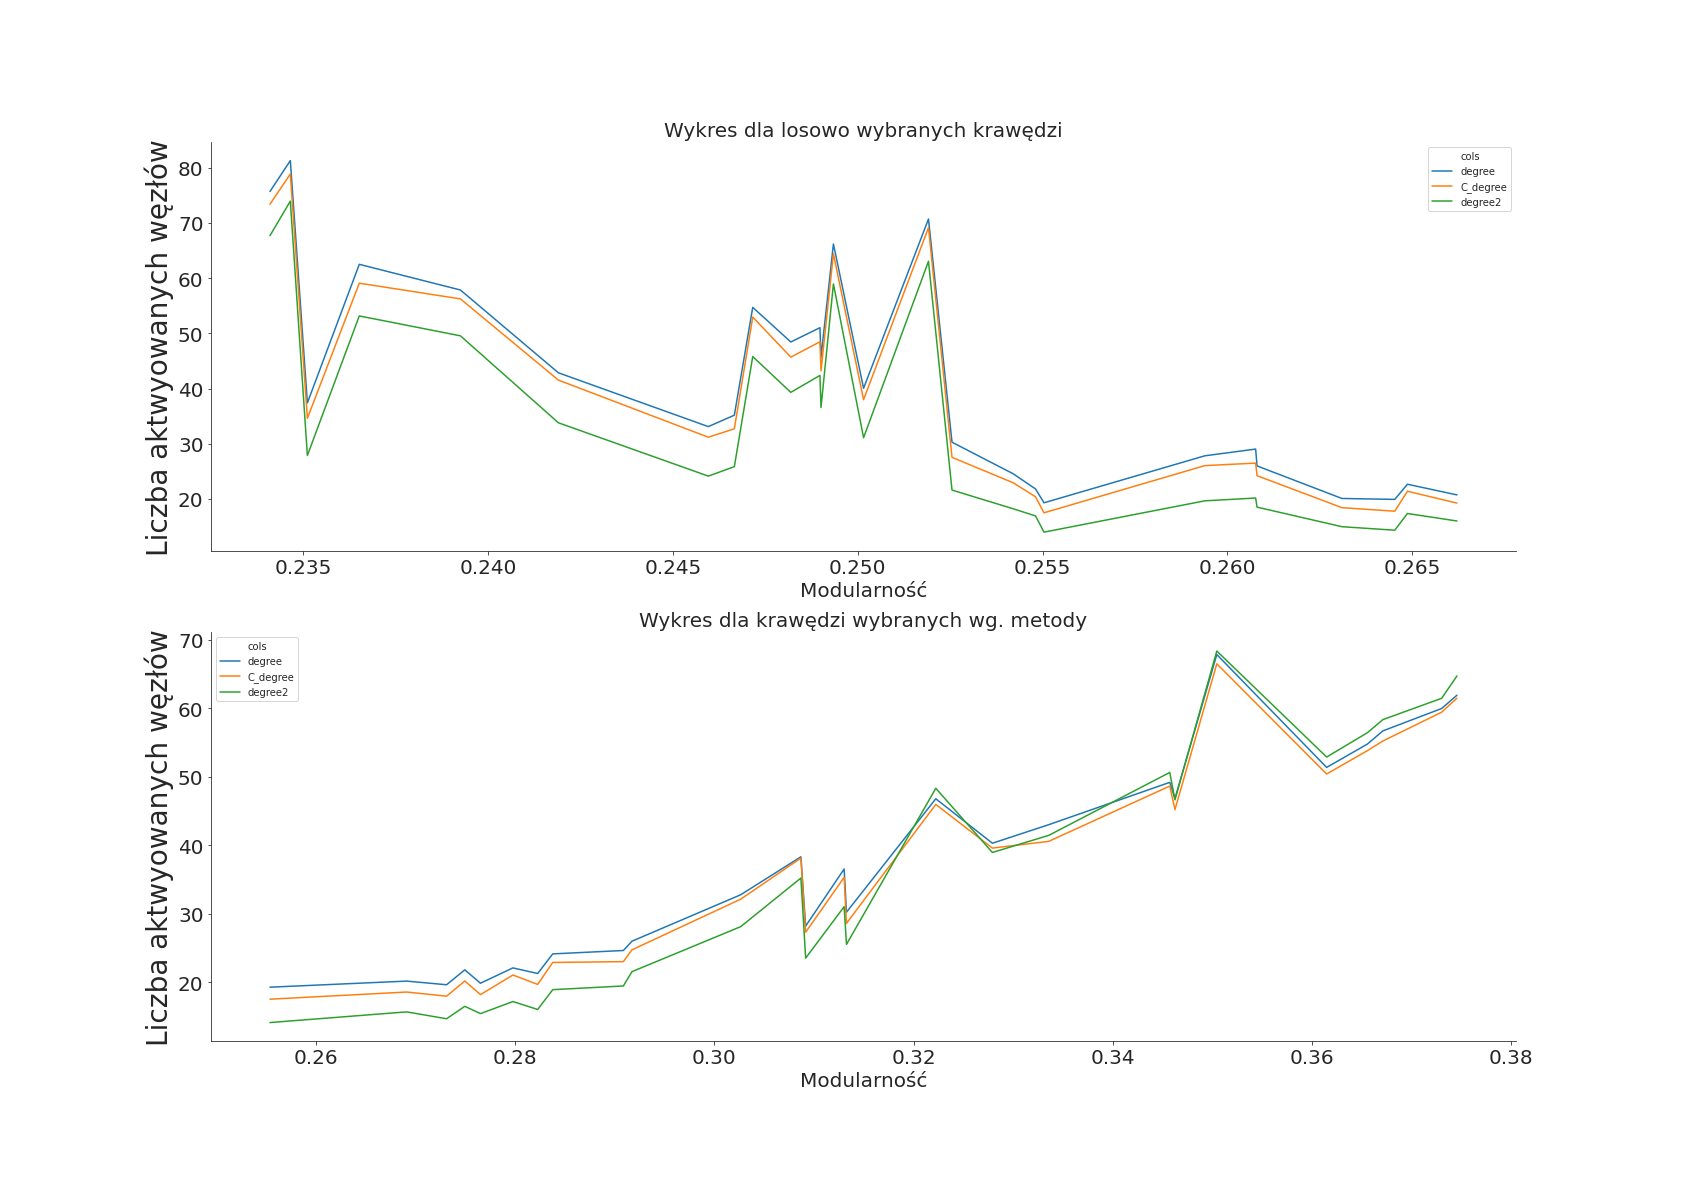 Wykres dla losowo wybranych krawędzi
Liczba aktwyowanych węzłów
80
70
60
50
40
30
20
cols
degree
C_degree
degree2
0.235 0.240 0.245 0.250 0.255 0.260 0.265
Modularność
Wykres dla krawędzi wybranych wg. metody
Liczba aktwyowanych węzłów
70
60
50
40
30
20
cols
degree
C_degree
degree2
0.26 0.28 0.30 0.32 0.34 0.36 0.38
Modularność